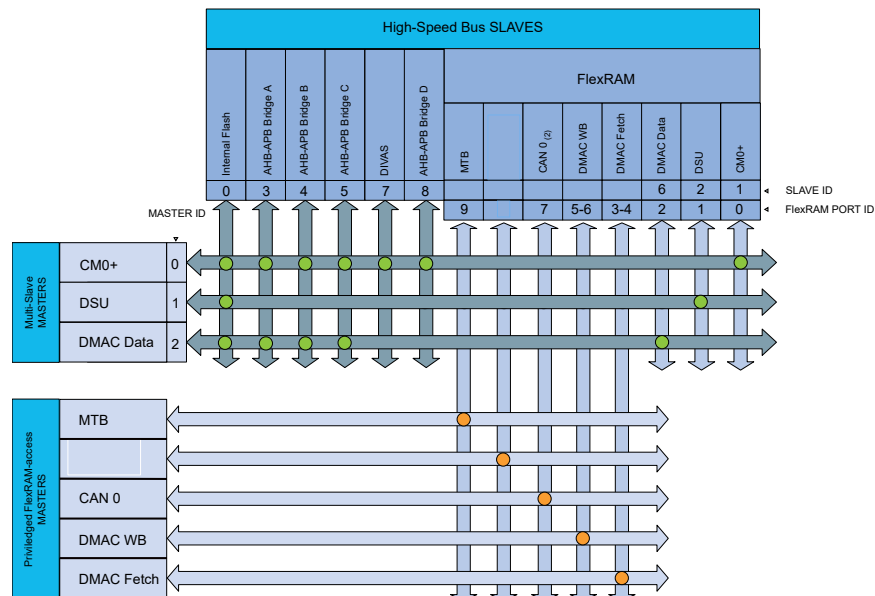 High-Speed Bus SLAVES
FlexRAM
Internal Flash
AHB-APB Bridge A
AHB-APB Bridge B
AHB-APB Bridge C
DIVAS
AHB-APB Bridge D
MTB
CAN 0 (2)
DMAC WB
DMAC Fetch
DMAC Data
DSU
CM0+
0 3 4 5 7 8 6 2 1 SLAVE ID
MASTER ID 9 7 5-6 3-4 2 1 0 FlexRAM PORT ID
Multi-Slave
MASTERS
CM0+ 0
DSU 1
DMAC Data 2
Priviledged FlexRAM-access
MASTERS
MTB
CAN 0
DMAC WB
DMAC Fetch